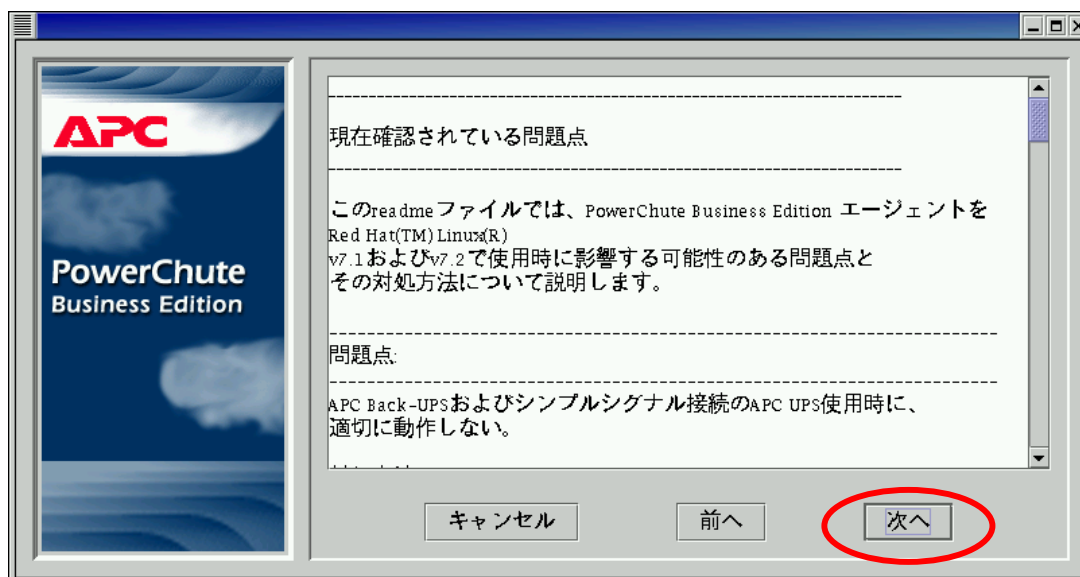 APC
PowerChute
Business Edition
------------------------------------------------------------------------
現在確認されている問題点
------------------------------------------------------------------------
このreadmeファイルでは、PowerChute Business Edition エージェントを
Red Hat(TM) Linux(R)
v7.1およびv7.2で使用時に影響する可能性のある問題点と
その対処方法について説明します。
------------------------------------------------------------------------
問題点:
------------------------------------------------------------------------
APC Back-UPSおよびシンプルシグナル接続のAPC UPS使用時に、
適切に動作しない。
キャンセル
前へ
次へ